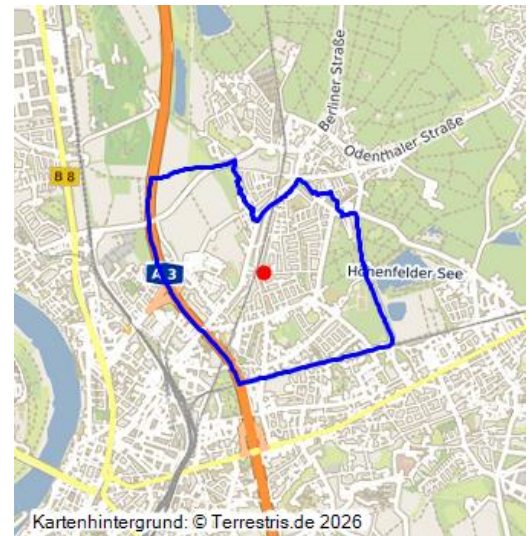 Berliner Straße
Odenthaler Straße
B 8
A 3
Hohenfelder See
Kartenhintergrund: © Terrestris.de 2026